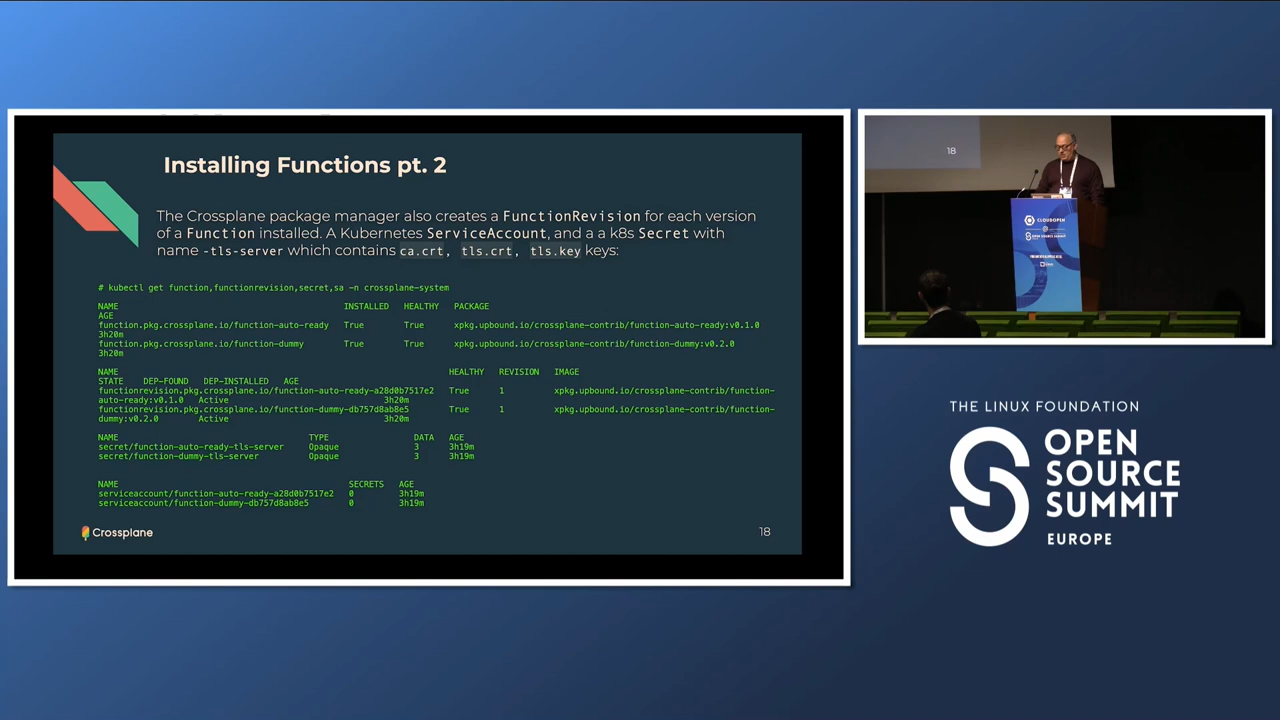 Installing Functions pt. 2
The Crossplane package manager also creates a FunctionRevision for each version
of a Function installed. A Kubernetes ServiceAccount, and a a k8s Secret with
name -tls-server which contains ca.crt, tls.crt, tls.key keys:
# kubectl get function,functionrevision,secret,sa -n crossplane-system
NAME INSTALLED HEALTHY PACKAGE
AGE
function.pkg.crossplane.io/function-auto-ready True True xpkg.upbound.io/crossplane-contrib/function-auto-ready:v0.1.0
3h20m
function.pkg.crossplane.io/function-dummy True True xpkg.upbound.io/crossplane-contrib/function-dummy:v0.2.0
3h20m
NAME HEALTHY REVISION IMAGE
STATE DEP-FOUND DEP-INSTALLED AGE
functionrevision.pkg.crossplane.io/function-auto-ready-a28d0b7517e2 True 1 xpkg.upbound.io/crossplane-contrib/function-
auto-ready:v0.1.0 Active 3h20m
functionrevision.pkg.crossplane.io/function-dummy-db757d8ab8e5 True 1 xpkg.upbound.io/crossplane-contrib/function-
dummy:v0.2.0 Active 3h20m
NAME TYPE DATA AGE
secret/function-auto-ready-tls-server Opaque 3 3h19m
secret/function-dummy-tls-server Opaque 3 3h19m
NAME SECRETS AGE
serviceaccount/function-auto-ready-a28d0b7517e2 0 3h19m
serviceaccount/function-dummy-db757d8ab8e5 0 3h19m
Crossplane
18
18
CLOUDOPEN
THE LINUX FOUNDATION
OPEN
SOURCE
SUMMIT
EUROPE